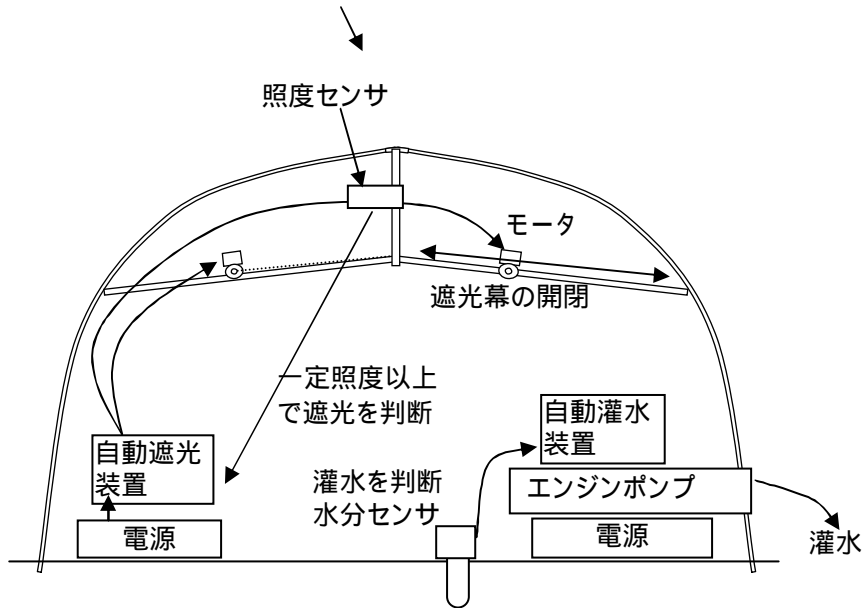 照度センサ
モータ
遮光幕の開閉
一定照度以上
で遮光を判断
自動遮光
装置
電源
灌水を判断
水分センサ
自動灌水
装置
エンジンポンプ
電源
灌水